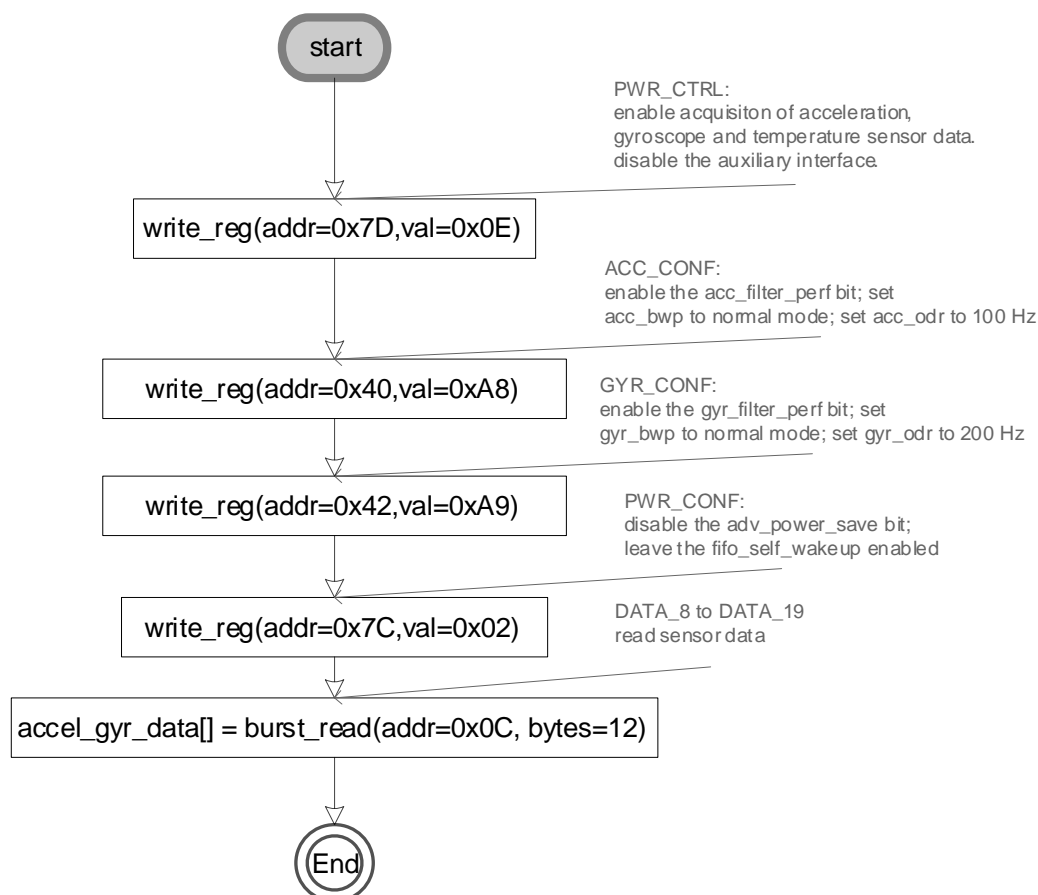 start
PWR_CTRL:
enable acquisiton of acceleration,
gyroscope and temperature sensor data.
disable the auxiliary interface.
write_reg(addr=0x7D,val=0x0E)
ACC_CONF:
enable the acc_filter_perf bit; set
acc_bwp to normal mode; set acc_odr to 100 Hz
write_reg(addr=0x40,val=0xA8)
GYR_CONF:
enable the gyr_filter_perf bit; set
gyr_bwp to normal mode; set gyr_odr to 200 Hz
write_reg(addr=0x42,val=0xA9)
PWR_CONF:
disable the adv_power_save bit;
leave the fifo_self_wakeup enabled
write_reg(addr=0x7C,val=0x02)
DATA_8 to DATA_19
read sensor data
accel_gyr_data[] = burst_read(addr=0x0C, bytes=12)
End